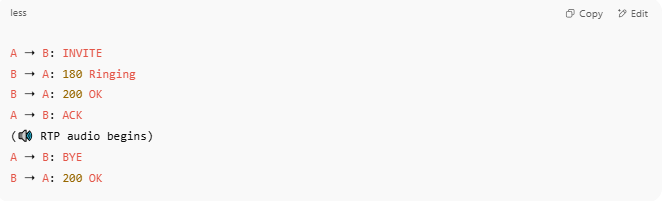 less
Copy
Edit
A → B: INVITE
B → A: 180 Ringing
B → A: 200 OK
A → B: ACK
(🔊 RTP audio begins)
A → B: BYE
B → A: 200 OK